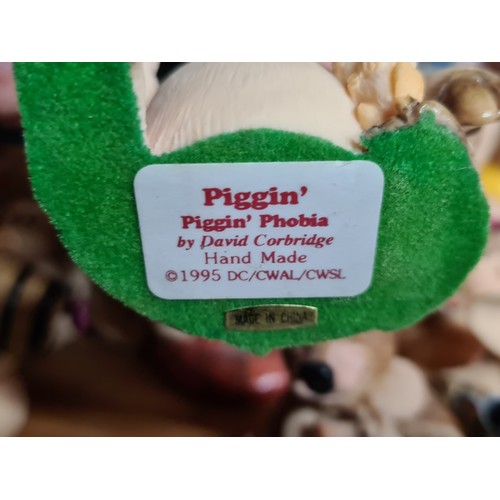 Piggin'
Piggin' Phobia
by David Corbridge
Hand Made
©1995 DC/CWAL/CWSL
MADE IN CHINA